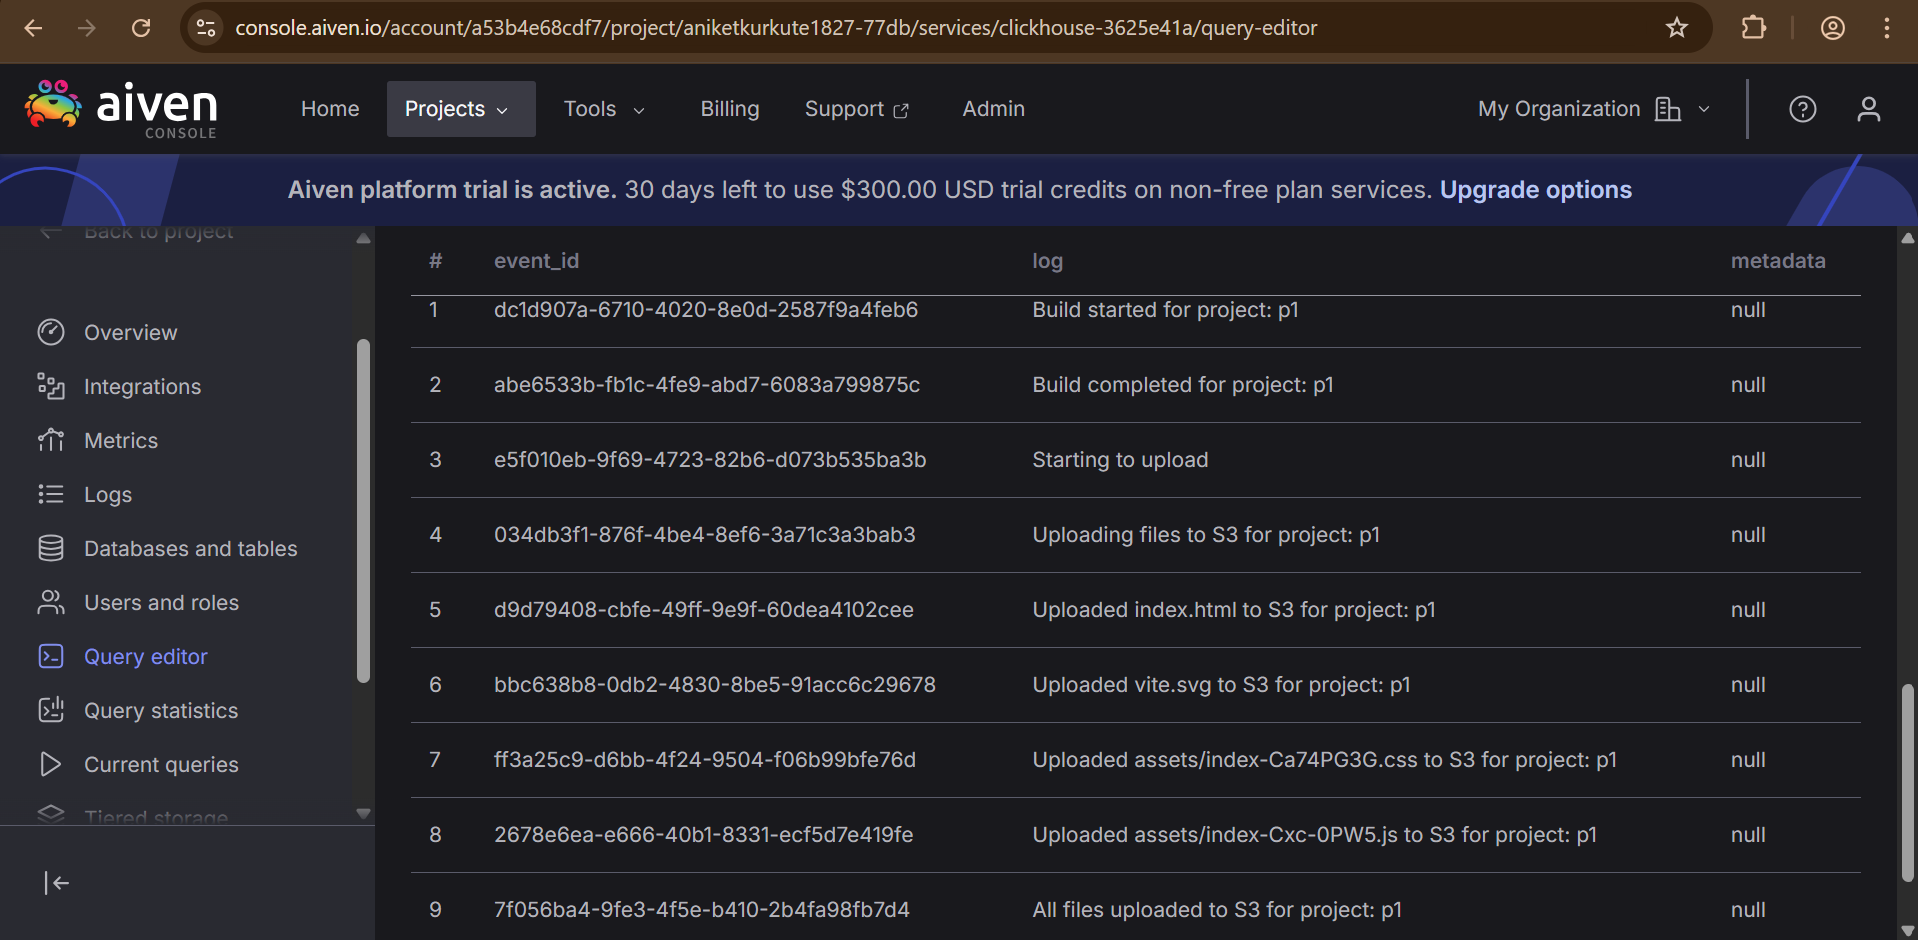 console.aiven.io/account/a53b4e68cdf7/project/aniketkurkute1827-77db/services/clickhouse-3625e41a/query-editor
aiven
CONSOLE
Home
Projects
Tools
Billing
Support
Admin
My Organization
Aiven platform trial is active. 30 days left to use $300.00 USD trial credits on non-free plan services. Upgrade options
Back to project
Overview
Integrations
Metrics
Logs
Databases and tables
Users and roles
Query editor
Query statistics
Current queries
Tiered storage
# event_id log metadata
1 dc1d907a-6710-4020-8e0d-2587f9a4feb6 Build started for project: p1 null
2 abe6533b-fb1c-4fe9-abd7-6083a799875c Build completed for project: p1 null
3 e5f010eb-9f69-4723-82b6-d073b535ba3b Starting to upload null
4 034db3f1-876f-4be4-8ef6-3a71c3a3bab3 Uploading files to S3 for project: p1 null
5 d9d79408-cbfe-49ff-9e9f-60dea4102cee Uploaded index.html to S3 for project: p1 null
6 bbc638b8-0db2-4830-8be5-91acc6c29678 Uploaded vite.svg to S3 for project: p1 null
7 ff3a25c9-d6bb-4f24-9504-f06b99bfe76d Uploaded assets/index-Ca74PG3G.css to S3 for project: p1 null
8 2678e6ea-e666-40b1-8331-ecf5d7e419fe Uploaded assets/index-Cxc-0PW5.js to S3 for project: p1 null
9 7f056ba4-9fe3-4f5e-b410-2b4fa98fb7d4 All files uploaded to S3 for project: p1 null